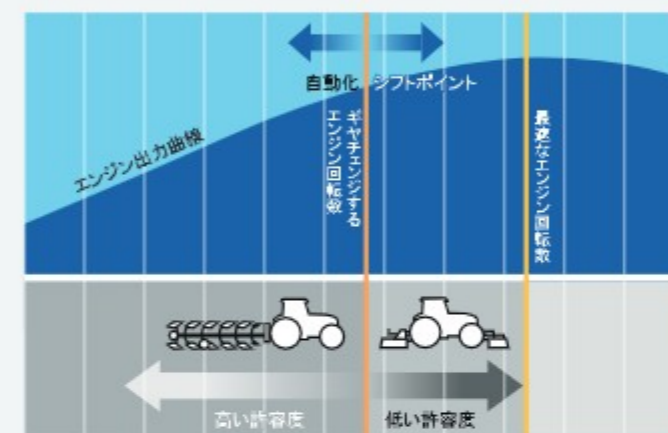 自動化 シフトポイント
エンジン出力曲線
ギヤチェンジする
エンジン回転数
最速なエンジン回転数
高い許容度
低い許容度